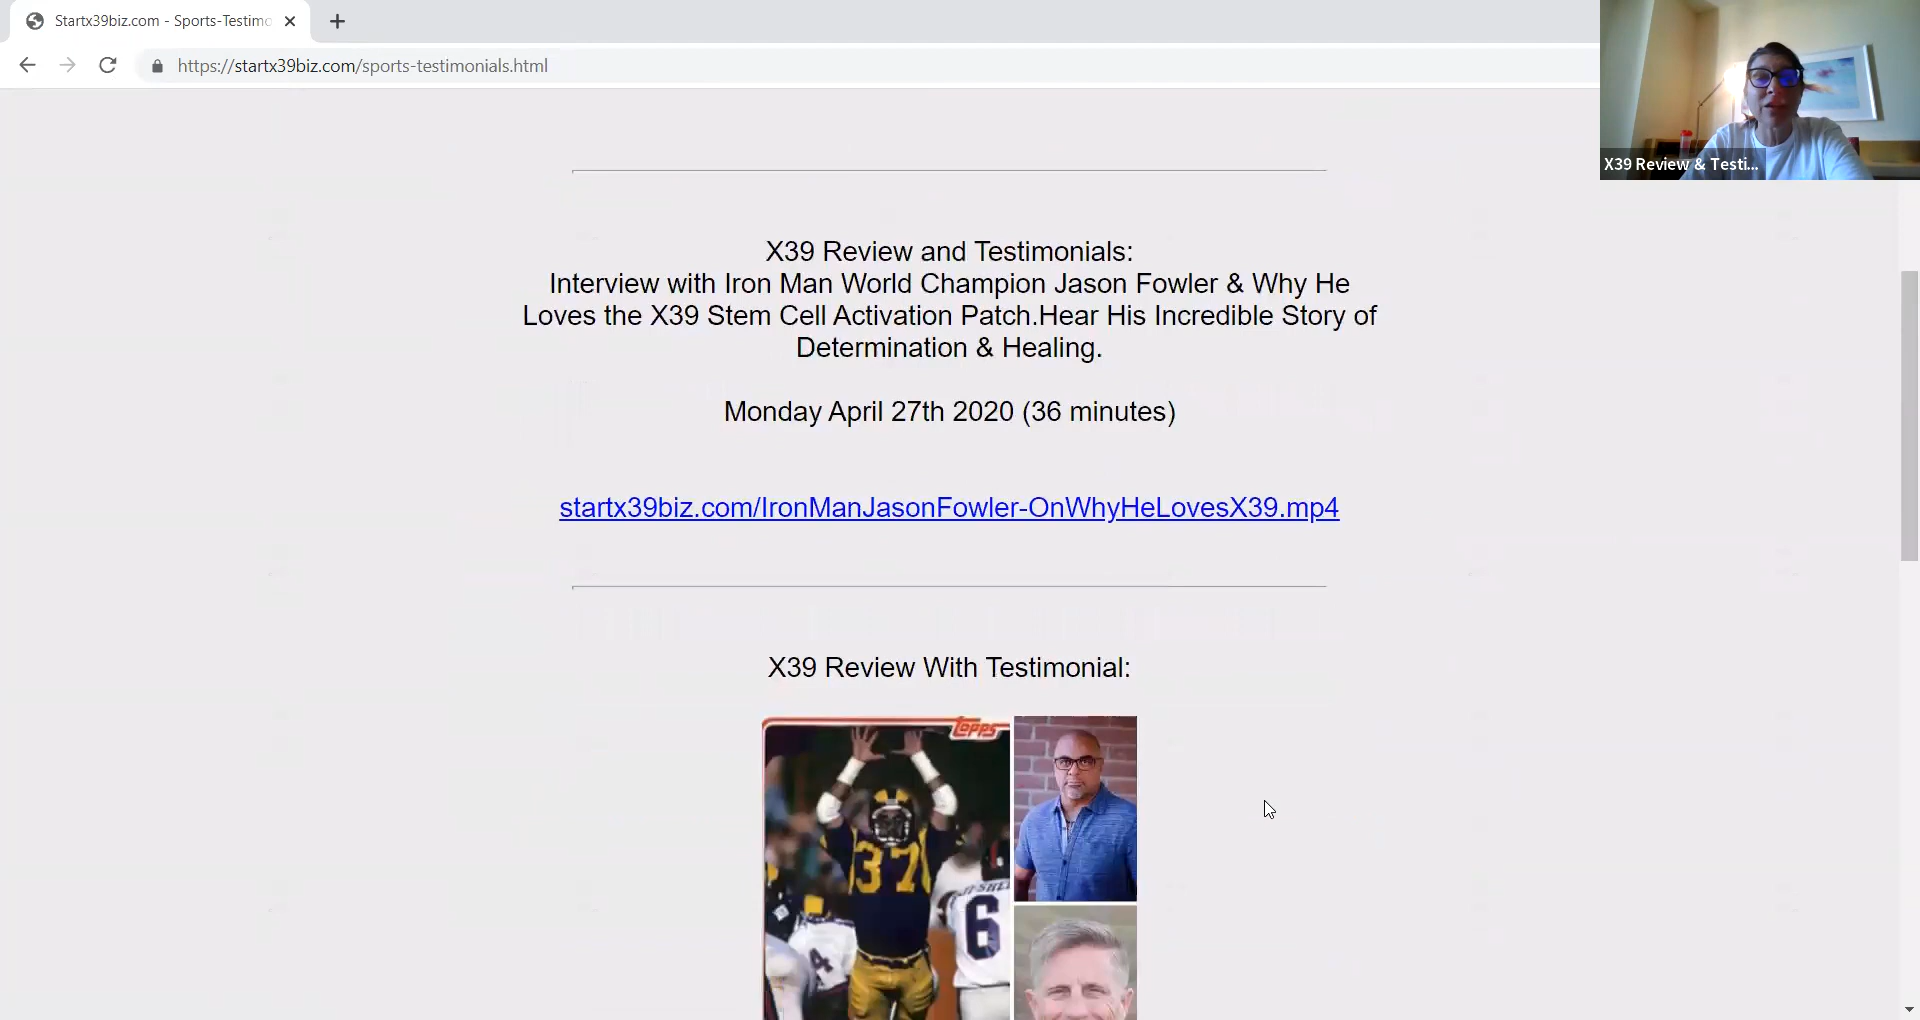 Startx39biz.com - Sports-Testimo
https://startx39biz.com/sports-testimonials.html
X39 Review & Testi...
X39 Review and Testimonials:
Interview with Iron Man World Champion Jason Fowler & Why He
Loves the X39 Stem Cell Activation Patch.Hear His Incredible Story of
Determination & Healing.
Monday April 27th 2020 (36 minutes)
startx39biz.com/IronManJasonFowler-OnWhyHeLovesX39.mp4
X39 Review With Testimonial:
Topps
37
6
4